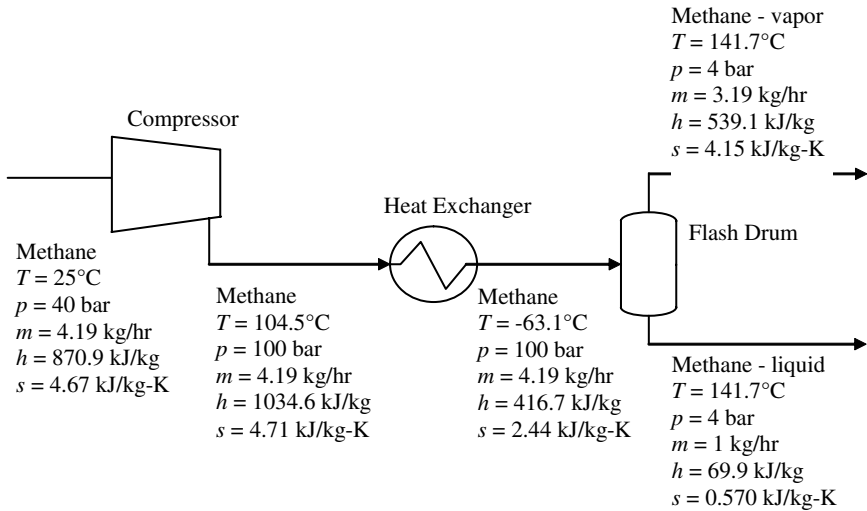 Methane - vapor
T = 141.7°C
p = 4 bar
m = 3.19 kg/hr
h = 539.1 kJ/kg
s = 4.15 kJ/kg-K
Compressor
Heat Exchanger
Flash Drum
Methane
T = 25°C
p = 40 bar
m = 4.19 kg/hr
h = 870.9 kJ/kg
s = 4.67 kJ/kg-K
Methane
T = 104.5°C
p = 100 bar
m = 4.19 kg/hr
h = 1034.6 kJ/kg
s = 4.71 kJ/kg-K
Methane
T = -63.1°C
p = 100 bar
m = 4.19 kg/hr
h = 416.7 kJ/kg
s = 2.44 kJ/kg-K
Methane - liquid
T = 141.7°C
p = 4 bar
m = 1 kg/hr
h = 69.9 kJ/kg
s = 0.570 kJ/kg-K